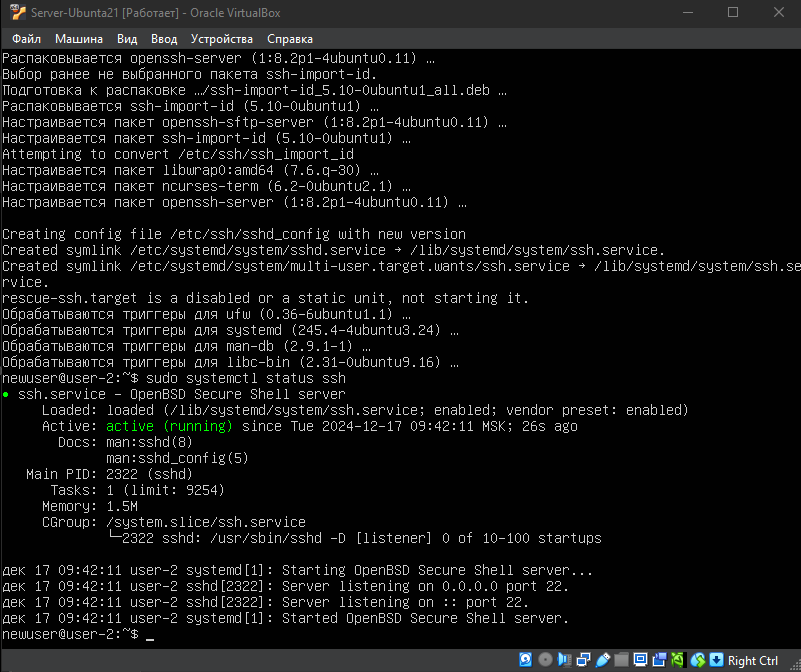 Server-Ubunta21 [Работает] - Oracle VirtualBox
Файл Машина Вид Ввод Устройства Справка
Распаковывается openssh-server (1:8.2p1-4ubuntu0.11) …
Выбор ранее не выбранного пакета ssh-import-id.
Подготовка к распаковке …/ssh-import-id_5.10-0ubuntu1_all.deb …
Распаковывается ssh-import-id (5.10-0ubuntu1) …
Настраивается пакет openssh-sftp-server (1:8.2p1-4ubuntu0.11) …
Настраивается пакет ssh-import-id (5.10-0ubuntu1) …
Attempting to convert /etc/ssh/ssh_import_id
Настраивается пакет libwrap0:amd64 (7.6.q-30) …
Настраивается пакет ncurses-term (6.2-0ubuntu2.1) …
Настраивается пакет openssh-server (1:8.2p1-4ubuntu0.11) …
Creating config file /etc/ssh/sshd_config with new version
Created symlink /etc/systemd/system/sshd.service → /lib/systemd/system/ssh.service.
Created symlink /etc/systemd/system/multi-user.target.wants/ssh.service → /lib/systemd/system/ssh.se
rvice.
rescue-ssh.target is a disabled or a static unit, not starting it.
Обрабатываются триггеры для ufw (0.36-6ubuntu1.1) …
Обрабатываются триггеры для systemd (245.4-4ubuntu3.24) …
Обрабатываются триггеры для man-db (2.9.1-1) …
Обрабатываются триггеры для libc-bin (2.31-0ubuntu9.16) …
newuser@user-2:~$ sudo systemctl status ssh
● ssh.service - OpenBSD Secure Shell server
Loaded: loaded (/lib/systemd/system/ssh.service; enabled; vendor preset: enabled)
Active: active (running) since Tue 2024-12-17 09:42:11 MSK; 26s ago
Docs: man:sshd(8)
man:sshd_config(5)
Main PID: 2322 (sshd)
Tasks: 1 (limit: 9254)
Memory: 1.5M
CGroup: /system.slice/ssh.service
└─2322 sshd: /usr/sbin/sshd -D [listener] 0 of 10-100 startups
дек 17 09:42:11 user-2 systemd[1]: Starting OpenBSD Secure Shell server...
дек 17 09:42:11 user-2 sshd[2322]: Server listening on 0.0.0.0 port 22.
дек 17 09:42:11 user-2 sshd[2322]: Server listening on :: port 22.
дек 17 09:42:11 user-2 systemd[1]: Started OpenBSD Secure Shell server.
newuser@user-2:~$ _
Right Ctrl